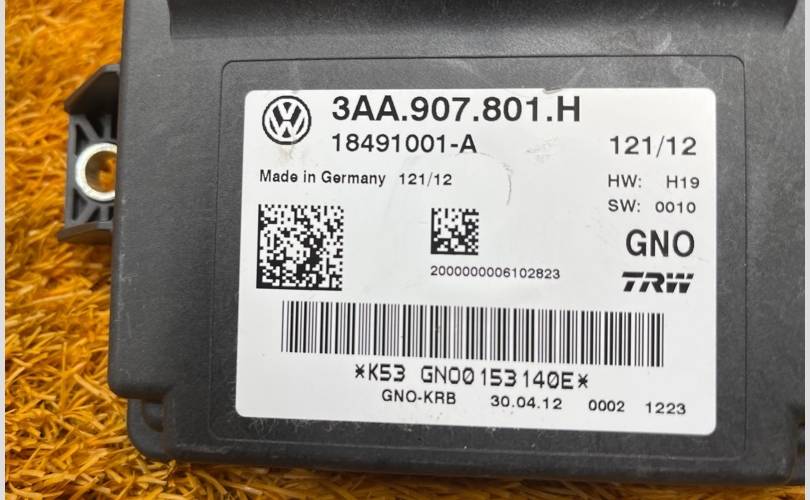 3AA.907.801.H
18491001-A 121/12
Made in Germany 121/12 HW: H19
SW: 0010
GNO
2000000006102823
TRW
*K53 GNO0153140E*
GNO-KRB 30.04.12 0002 1223